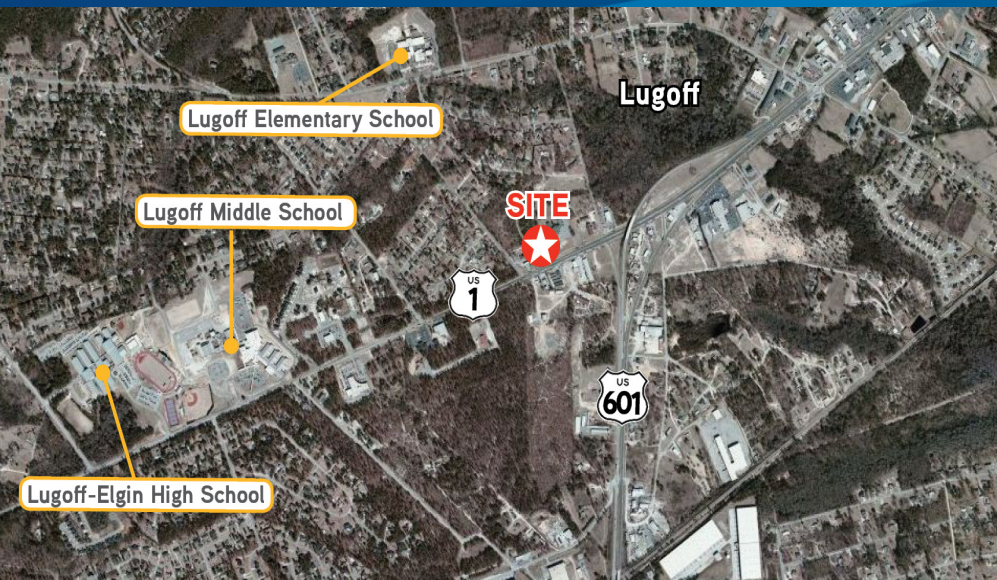 Lugoff
Lugoff Elementary School
Lugoff Middle School
SITE
US
1
US
601
Lugoff-Elgin High School